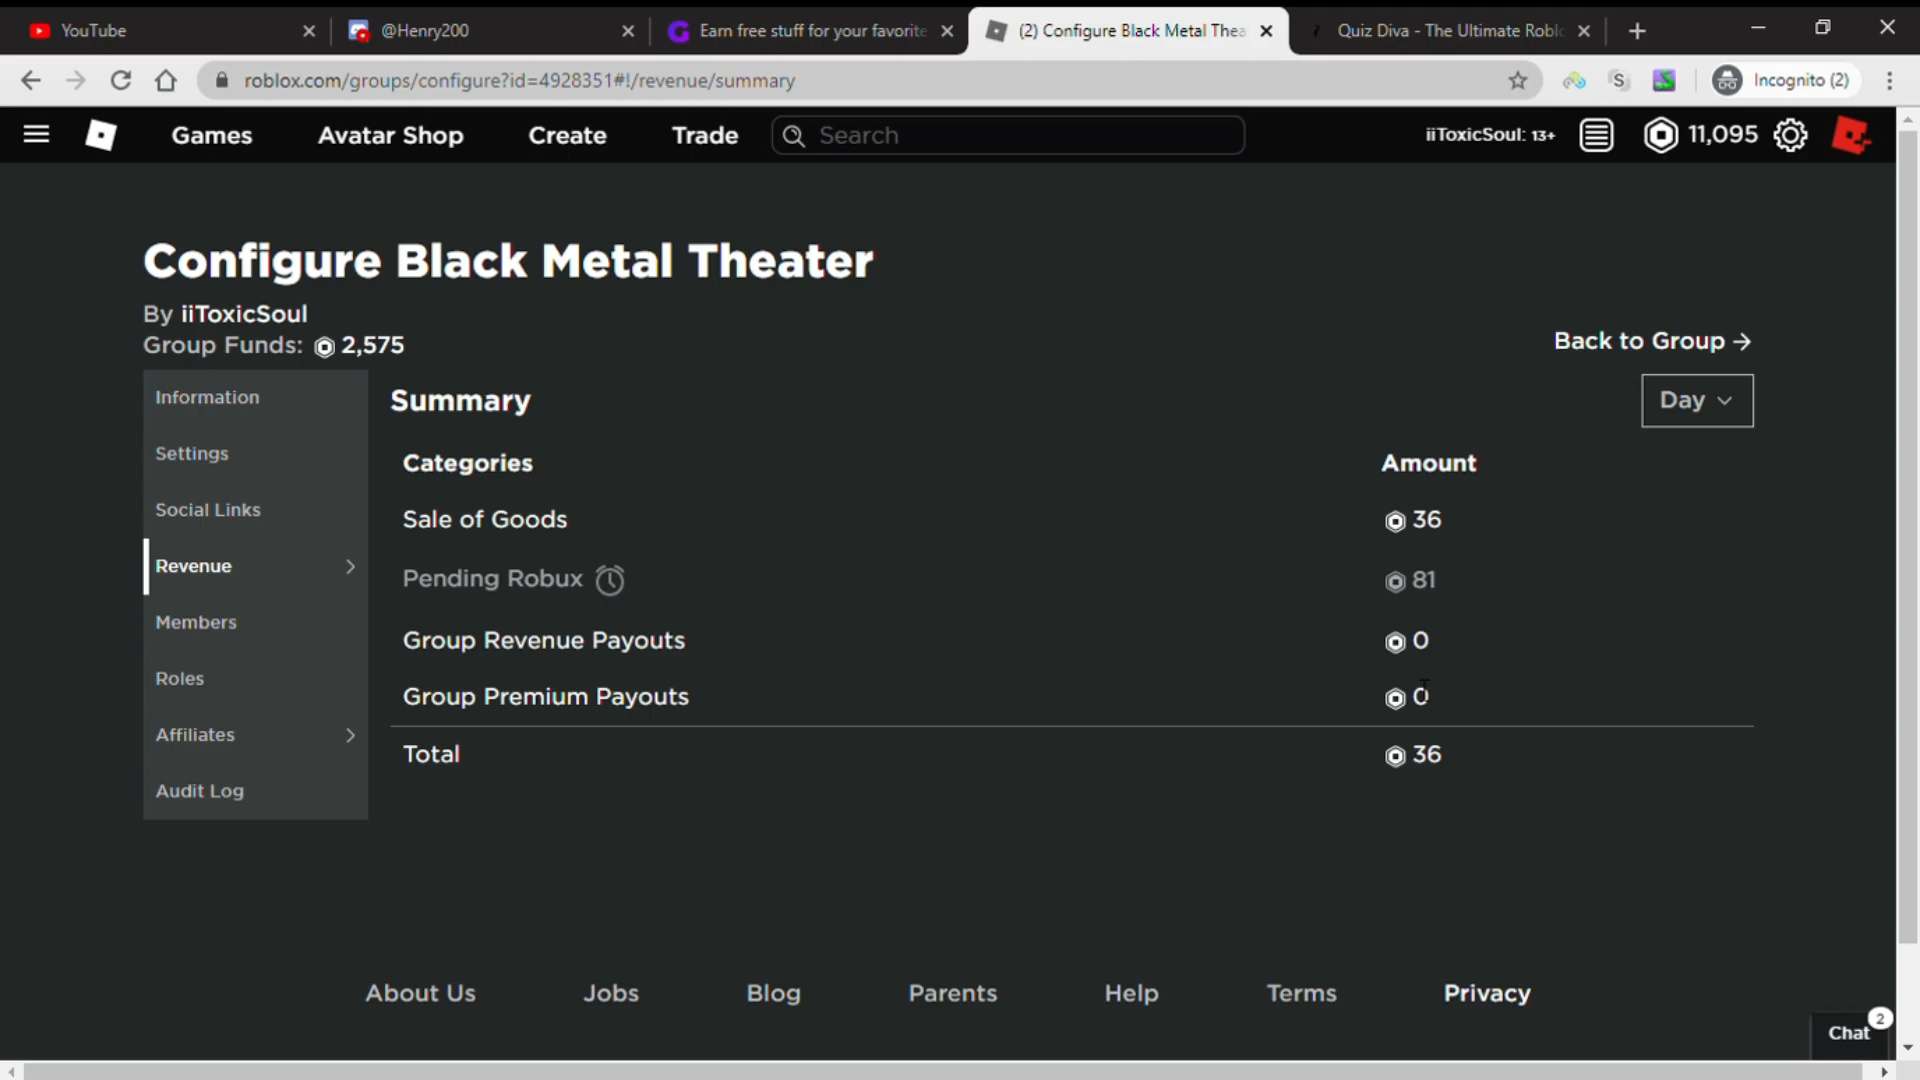 YouTube
@Henry200
Earn free stuff for your favorite
(2) Configure Black Metal Thea
Quiz Diva - The Ultimate Roblo
roblox.com/groups/configure?id=4928351#!/revenue/summary
S
Incognito (2)
Games
Avatar Shop
Create
Trade
Search
iiToxicSoul: 13+
11,095
Configure Black Metal Theater
By iiToxicSoul
Group Funds: 2,575
Back to Group
Information
Settings
Social Links
Revenue
Members
Roles
Affiliates
Audit Log
Summary
Day
Categories Amount
Sale of Goods 36
Pending Robux 81
Group Revenue Payouts 0
Group Premium Payouts 0
Total 36
About Us Jobs Blog Parents Help Terms Privacy
Chat 2